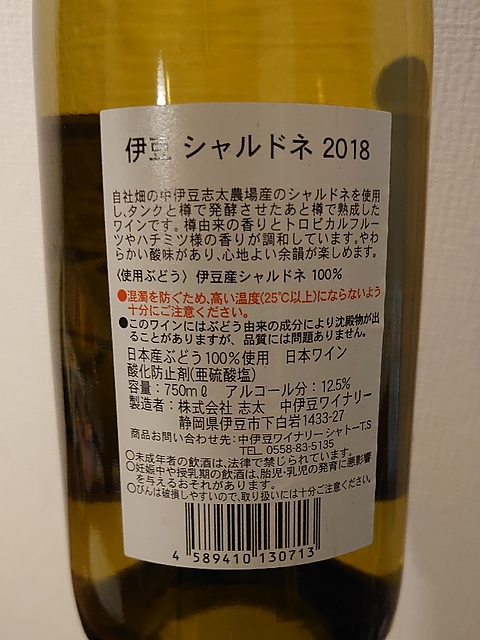 伊豆 シャルドネ 2018
自社畑の中伊豆志太農場産のシャルドネを使用
し、タンクと樽で発酵させたあと樽で熟成した
ワインです。樽由来の香りとトロピカルフルー
ツやハチミツ様の香りが調和しています。やわ
らかい酸味があり、心地よい余韻が楽しめます。
〈使用ぶどう〉伊豆産シャルドネ 100%
●混濁を防ぐため、高い温度(25℃以上)にならないよう
十分にご注意ください。
●このワインにはぶどう由来の成分により沈殿物が出
ることがありますが、品質には問題ありません。
日本産ぶどう100%使用 日本ワイン
酸化防止剤(亜硫酸塩)
容量：750mℓ アルコール分：12.5%
製造者：株式会社 志太 中伊豆ワイナリー
静岡県伊豆市下白岩1433-27
商品お問い合わせ先：中伊豆ワイナリーシャトーT.S
TEL. 0558-83-5135
○未成年者の飲酒は、法律で禁じられています。
○妊娠中や授乳期の飲酒は、胎児・乳児の発育に悪影響
を与えるおそれがあります。
○びんは破損しやすいので、取り扱いには十分ご注意ください。
4 589410 130713